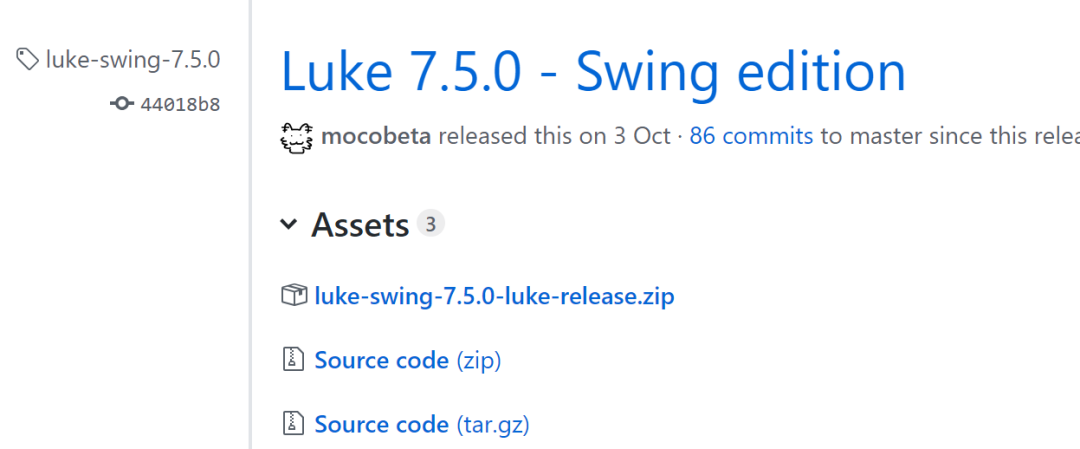 luke-swing-7.5.0
44018b8
Luke 7.5.0 - Swing edition
mocobeta released this on 3 Oct · 86 commits to master since this relea
Assets 3
luke-swing-7.5.0-luke-release.zip
Source code (zip)
Source code (tar.gz)